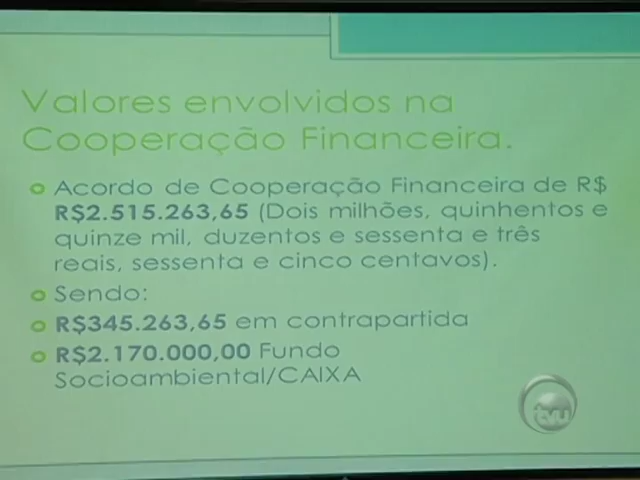 Valores envolvidos na
Cooperação Financeira.
Acordo de Cooperação Financeira de R$
R$2.515.263,65 (Dois milhões, quinhentos e
quinze mil, duzentos e sessenta e três
reais, sessenta e cinco centavos).
Sendo:
R$345.263,65 em contrapartida
R$2.170.000,00 Fundo
Socioambiental/CAIXA
tvu